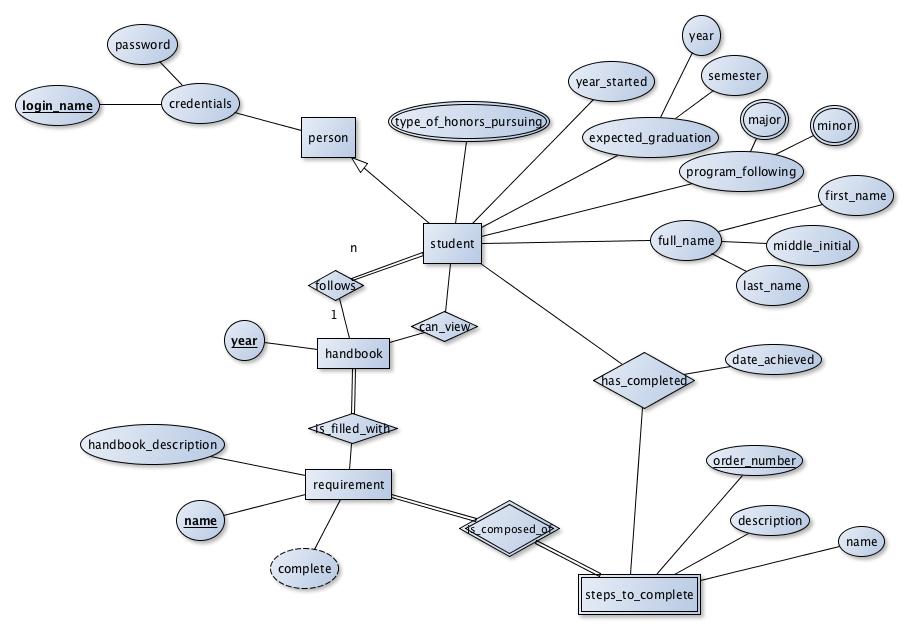 year
password
semester
year_started
login_name
credentials
major
type_of_honors_pursuing
minor
person
expected_graduation
program_following
first_name
student
full_name
middle_initial
n
follows
last_name
1
can_view
year
handbook
date_achieved
has_completed
is_filled_with
handbook_description
order_number
requirement
name
description
is_composed_of
name
complete
steps_to_complete